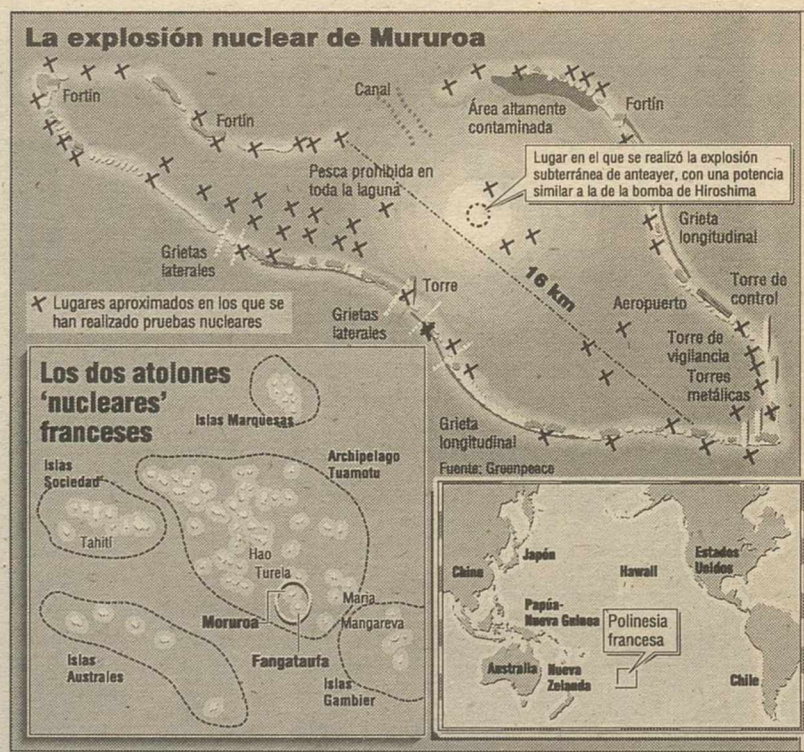 La explosión nuclear de Mururoa
Fortín
Fortín
Canal
Área altamente
contaminada
Fortín
Pesca prohibida en
toda la laguna
Lugar en el que se realizó la explosión
subterránea de anteayer, con una potencia
similar a la de la bomba de Hiroshima
Grieta
longitudinal
Grietas
laterales
16 km
Torre
Grietas
laterales
Aeropuerto
Torre de
control
Torre de
vigilancia
Torres
metálicas
Lugares aproximados en los que se
han realizado pruebas nucleares
Grieta
longitudinal
Fuente: Greenpeace
Los dos atolones
'nucleares'
franceses
Islas Marquesas
Islas
Sociedad
Tahití
Archipelago
Tuamotu
Hao
Tureia
Moruroa
Maria
Mangareva
Fangataufa
Islas
Australes
Islas
Gambier
China
Japón
Hawaii
Estados
Unidos
Papúa-
Nueva Guinea
Polinesia
francesa
Australia
Nueva
Zelanda
Chile